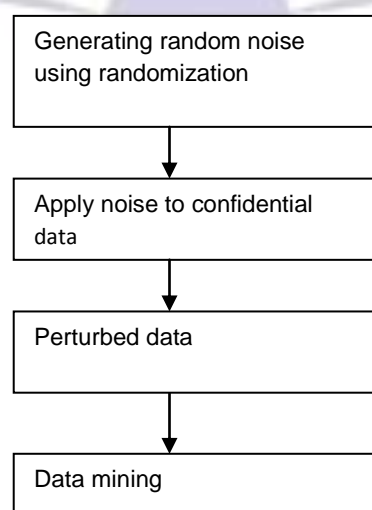 Generating random noise
using randomization
Apply noise to confidential
data
Perturbed data
Data mining